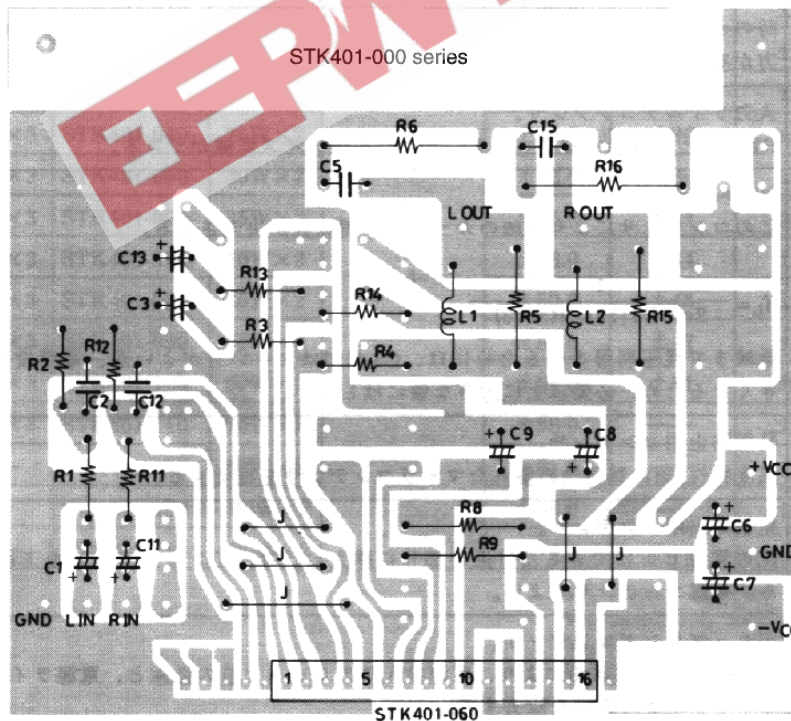 STK401-000 series
EEPW
R6
C15
C5
R16
L OUT
R OUT
+
C13
R13
+
C3
R14
L1
R5
L2
R15
R3
R12
R2
R4
C2
C12
+
C9
C8
+
R1
R11
+VCC
R8
+
C6
J
R9
GND
C1
+
C11
+
J
J
J
+
C7
J
GND
L IN
R IN
-VCC
1
5
10
16
STK401-060